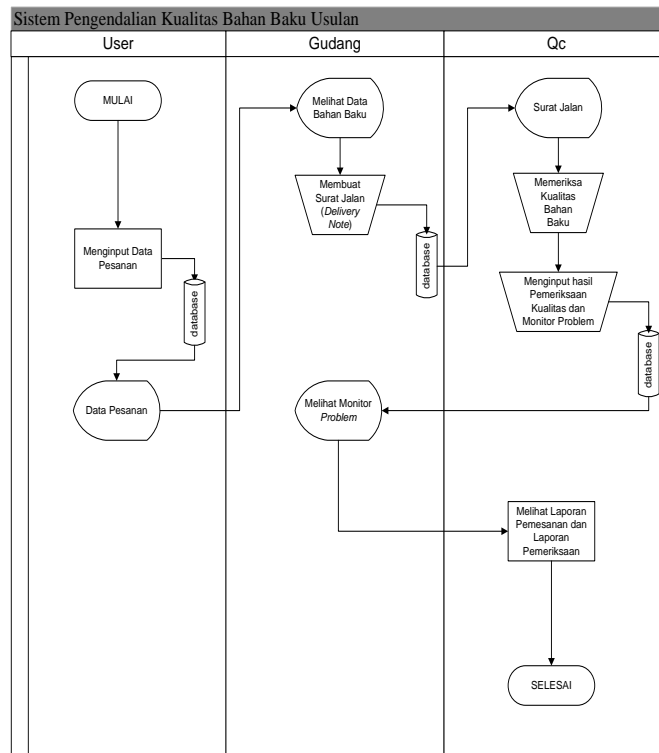 Sistem Pengendalian Kualitas Bahan Baku Usulan
User
Gudang
Qc
MULAI
Menginput Data
Pesanan
database
Data Pesanan
Melihat Data
Bahan Baku
Membuat
Surat Jalan
(Delivery
Note)
database
Surat Jalan
Memeriksa
Kualitas
Bahan
Baku
Menginput hasil
Pemeriksaan
Kualitas dan
Monitor Problem
database
Melihat Monitor
Problem
Melihat Laporan
Pemesanan dan
Laporan
Pemeriksaan
SELESAI